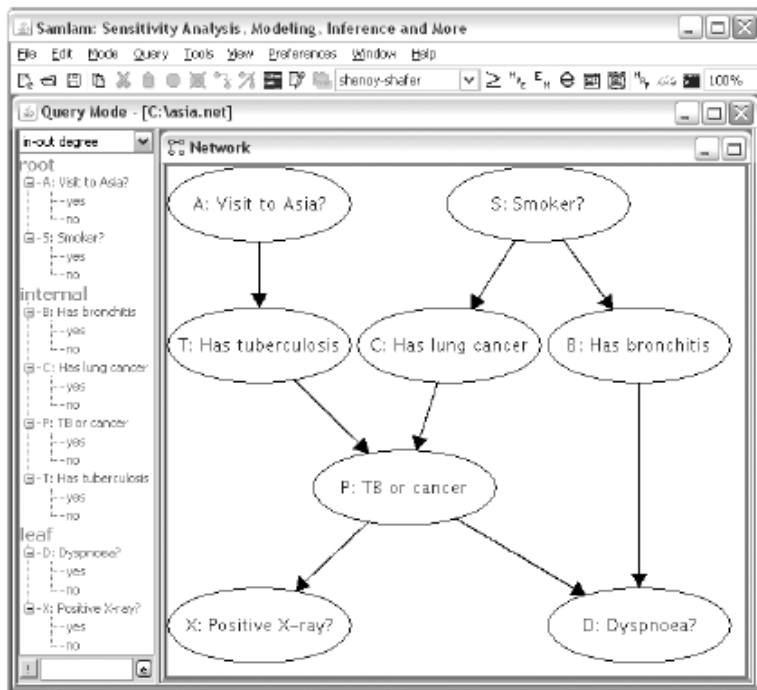 Samiam: Sensitivity Analysis, Modeling, Inference and More
File Edit Mode Query Tools View Preferences Window Help
shenoy-shafer
100%
Query Mode - [C:\asia.net]
in-out degree
Network
root
A: Visit to Asia?
yes
no
S: Smoker?
yes
no
internal
B: Has bronchitis
yes
no
C: Has lung cancer
yes
no
P: TB or cancer
yes
no
T: Has tuberculosis
yes
no
leaf
D: Dyspnoea?
yes
no
X: Positive X-ray?
yes
no
A: Visit to Asia?
S: Smoker?
T: Has tuberculosis
C: Has lung cancer
B: Has bronchitis
P: TB or cancer
X: Positive X-ray?
D: Dyspnoea?